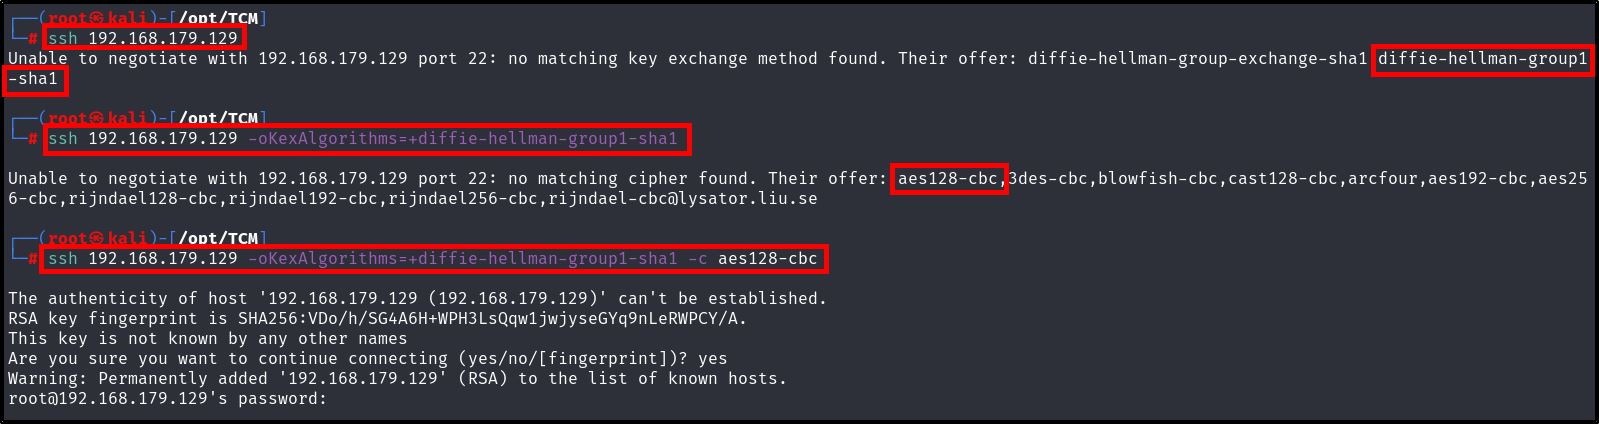 ┌──(root㉿kali)-[/opt/TCM]
└─# ssh 192.168.179.129
Unable to negotiate with 192.168.179.129 port 22: no matching key exchange method found. Their offer: diffie-hellman-group-exchange-sha1 diffie-hellman-group1
-sha1
┌──(root㉿kali)-[/opt/TCM]
└─# ssh 192.168.179.129 -oKexAlgorithms=+diffie-hellman-group1-sha1
Unable to negotiate with 192.168.179.129 port 22: no matching cipher found. Their offer: aes128-cbc,3des-cbc,blowfish-cbc,cast128-cbc,arcfour,aes192-cbc,aes25
6-cbc,rijndael128-cbc,rijndael192-cbc,rijndael256-cbc,rijndael-cbc@lysator.liu.se
┌──(root㉿kali)-[/opt/TCM]
└─# ssh 192.168.179.129 -oKexAlgorithms=+diffie-hellman-group1-sha1 -c aes128-cbc
The authenticity of host '192.168.179.129 (192.168.179.129)' can't be established.
RSA key fingerprint is SHA256:VDo/h/SG4A6H+WPH3LsQqw1jwjyseGYq9nLeRWPCY/A.
This key is not known by any other names
Are you sure you want to continue connecting (yes/no/[fingerprint])? yes
Warning: Permanently added '192.168.179.129' (RSA) to the list of known hosts.
root@192.168.179.129's password: